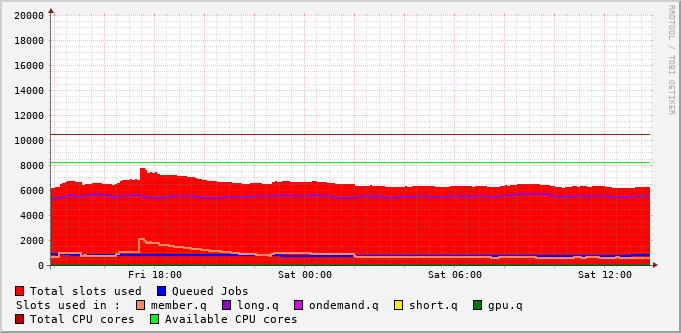 20000
18000
16000
14000
12000
10000
8000
6000
4000
2000
0
Fri 18:00 Sat 00:00 Sat 06:00 Sat 12:00
Total slots used Queued Jobs
Slots used in : member.q long.q ondemand.q short.q gpu.q
Total CPU cores Available CPU cores
RRDTOOL / TOBI OETIKER